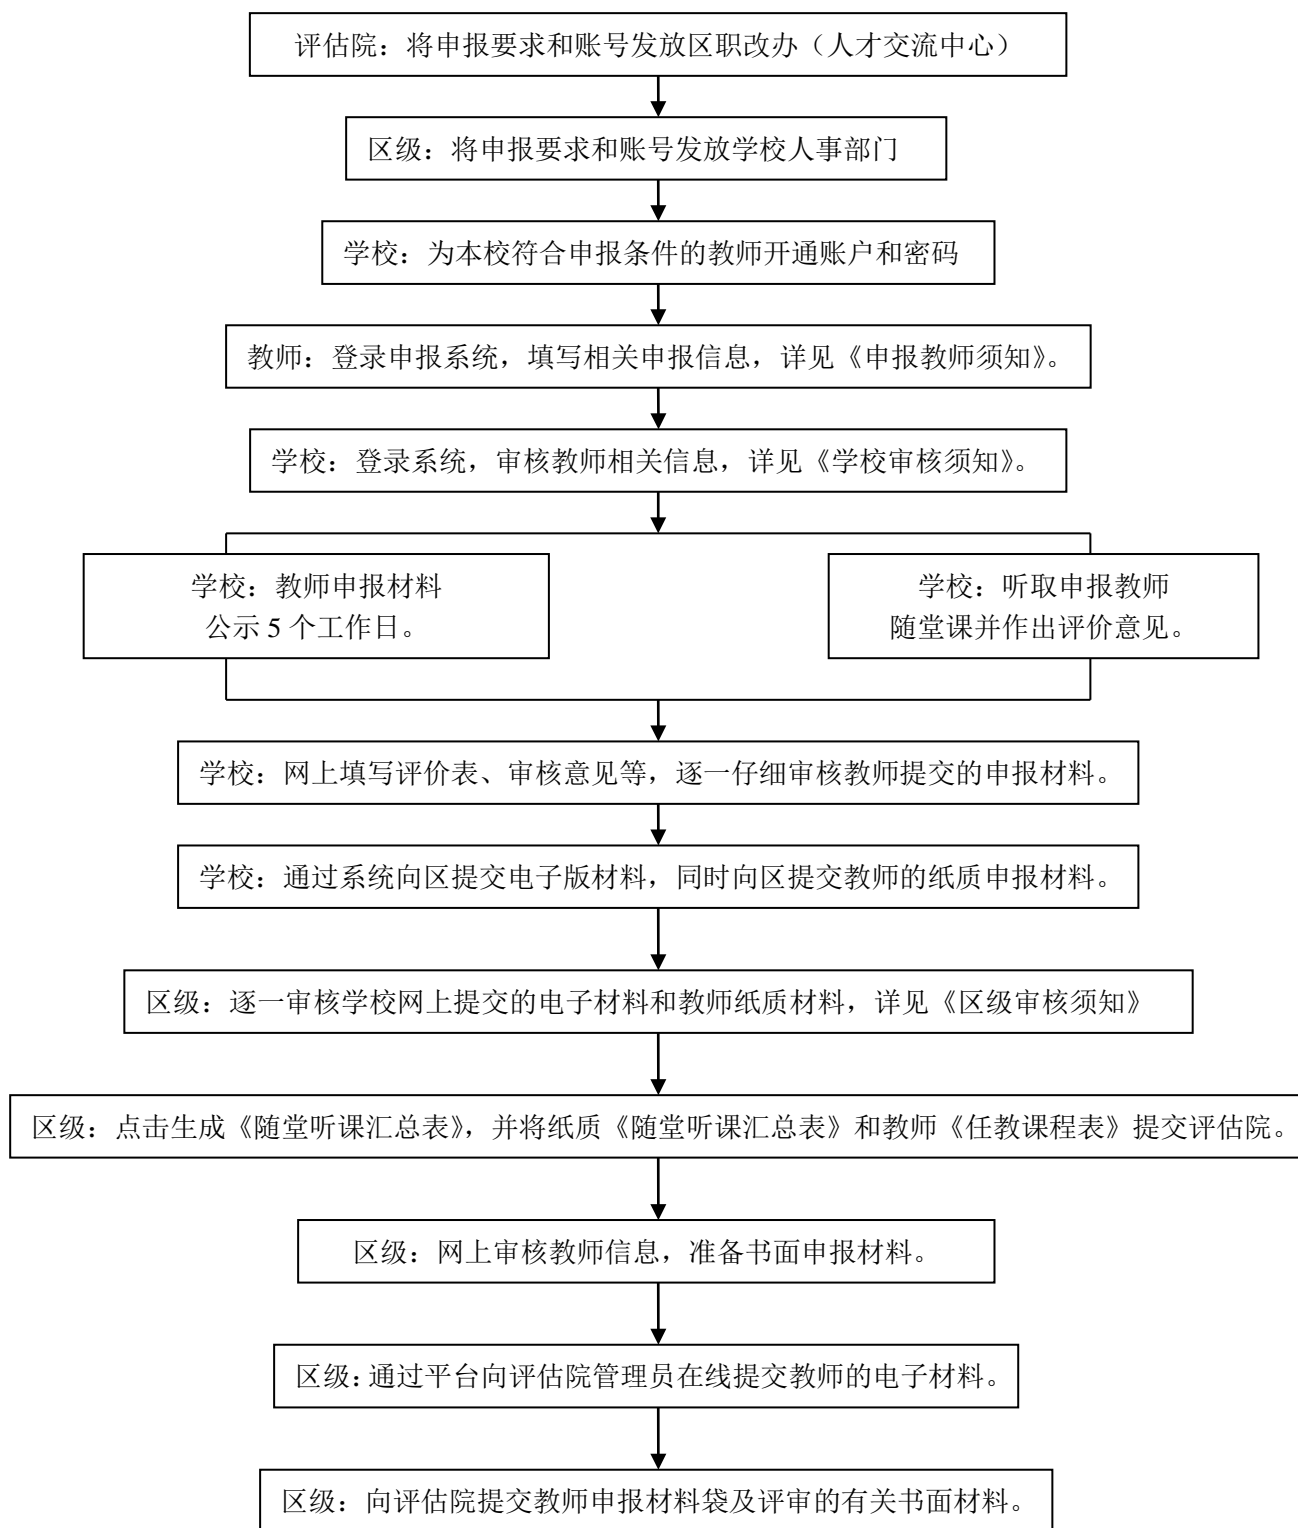 评估院：将申报要求和账号发放区职改办（人才交流中心）
区级：将申报要求和账号发放学校人事部门
学校：为本校符合申报条件的教师开通账户和密码
教师：登录申报系统，填写相关申报信息，详见《申报教师须知》。
学校：登录系统，审核教师相关信息，详见《学校审核须知》。
学校：教师申报材料
公示 5 个工作日。
学校：听取申报教师
随堂课并作出评价意见。
学校：网上填写评价表、审核意见等，逐一仔细审核教师提交的申报材料。
学校：通过系统向区提交电子版材料，同时向区提交教师的纸质申报材料。
区级：逐一审核学校网上提交的电子材料和教师纸质材料，详见《区级审核须知》
区级：点击生成《随堂听课汇总表》，并将纸质《随堂听课汇总表》和教师《任教课程表》提交评估院。
区级：网上审核教师信息，准备书面申报材料。
区级：通过平台向评估院管理员在线提交教师的电子材料。
区级：向评估院提交教师申报材料袋及评审的有关书面材料。